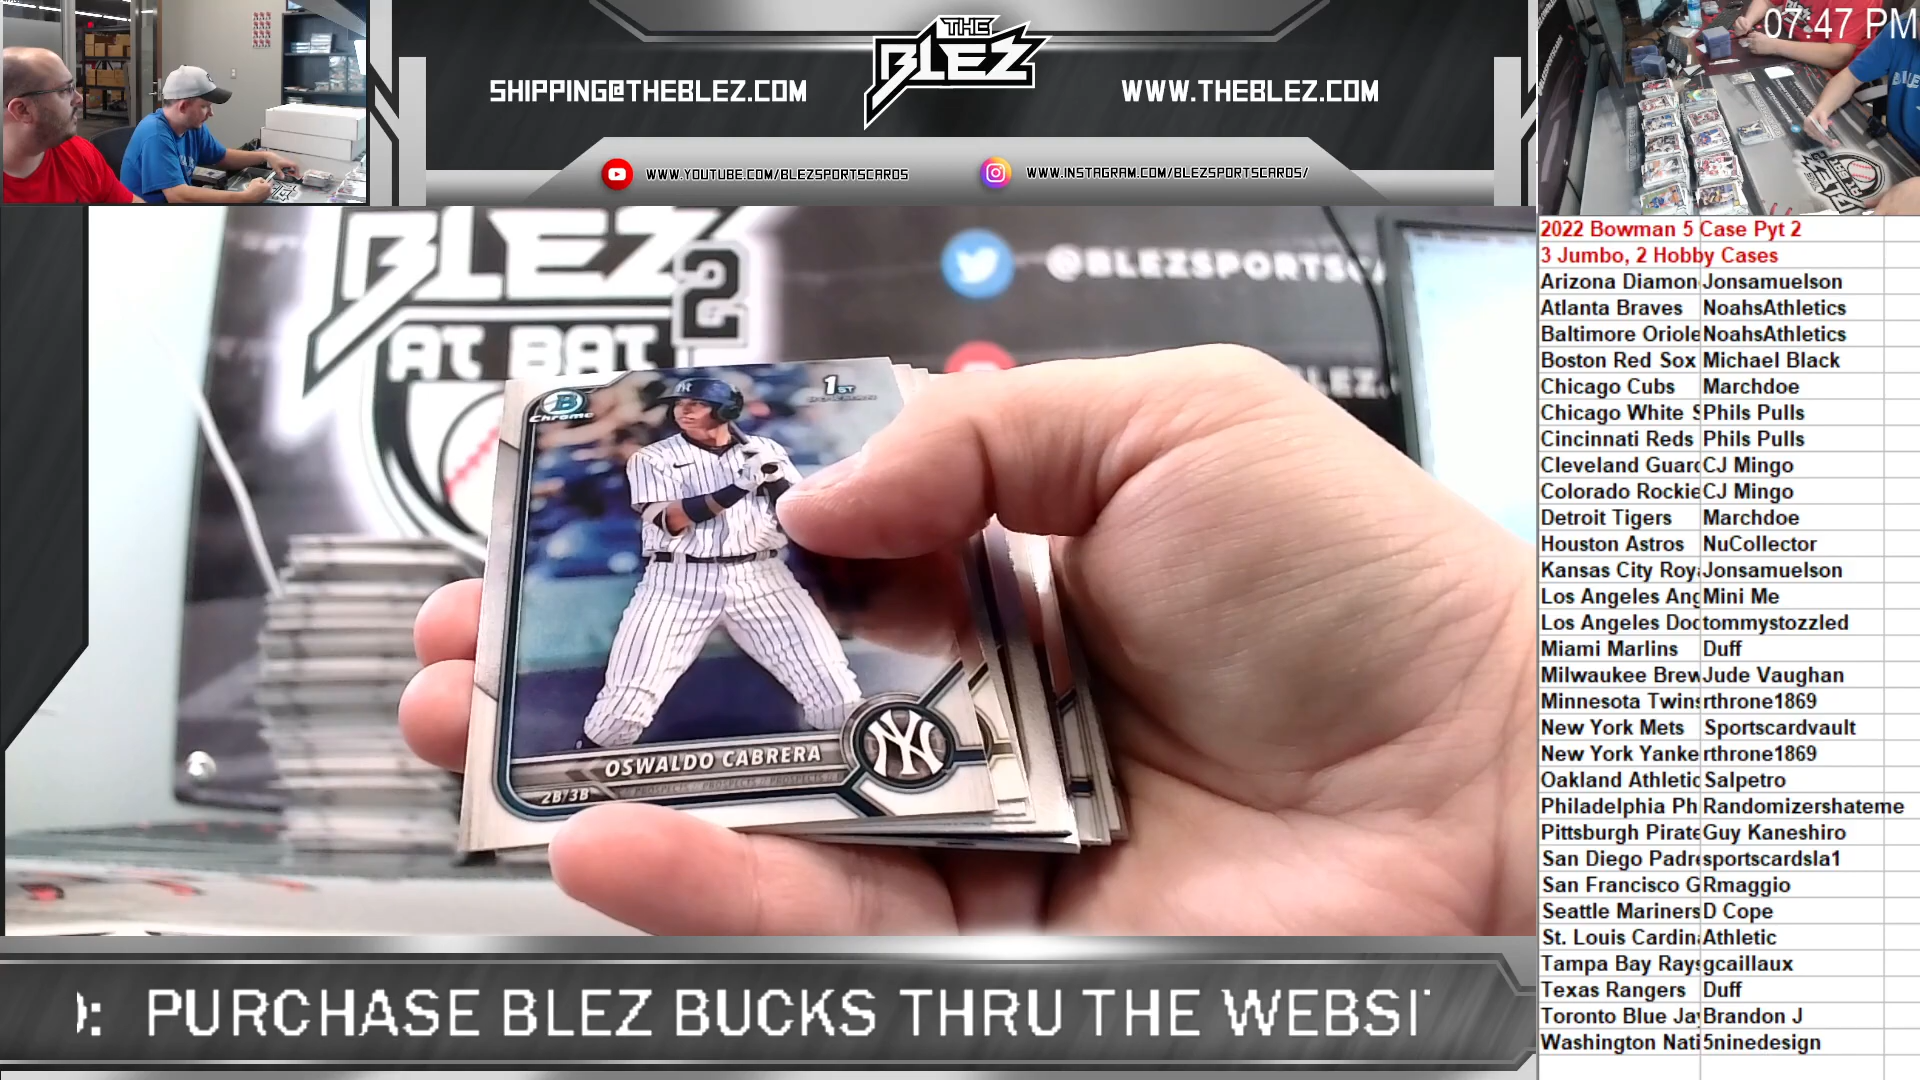 THE
BLEZ
SHIPPING@THEBLEZ.COM
WWW.THEBLEZ.COM
WWW.YOUTUBE.COM/BLEZSPORTSCARDS
WWW.INSTAGRAM.COM/BLEZSPORTSCARDS/
07:47 PM
BLEZ 2
AT BAT
@BLEZSPORTSCA
LEZ
B
Chrome
1ST
NY
OSWALDO CABRERA
PROSPECTS // PROSPECTS // PROSPECTS
2B/3B
2022 Bowman 5 Case Pyt 2
3 Jumbo, 2 Hobby Cases
Arizona Diamon Jonsamuelson
Atlanta Braves NoahsAthletics
Baltimore Oriole NoahsAthletics
Boston Red Sox Michael Black
Chicago Cubs Marchdoe
Chicago White S Phils Pulls
Cincinnati Reds Phils Pulls
Cleveland Guard CJ Mingo
Colorado Rockie CJ Mingo
Detroit Tigers Marchdoe
Houston Astros NuCollector
Kansas City Roy Jonsamuelson
Los Angeles Ang Mini Me
Los Angeles Doc tommystozzled
Miami Marlins Duff
Milwaukee Brew Jude Vaughan
Minnesota Twins rthrone1869
New York Mets Sportscardvault
New York Yanke rthrone1869
Oakland Athletic Salpetro
Philadelphia Ph Randomizershateme
Pittsburgh Pirate Guy Kaneshiro
San Diego Padre sportscardsla1
San Francisco G Rmaggio
Seattle Mariners D Cope
St. Louis Cardin Athletic
Tampa Bay Rays gcaillaux
Texas Rangers Duff
Toronto Blue Jay Brandon J
Washington Nati 5ninedesign
: PURCHASE BLEZ BUCKS THRU THE WEBSI